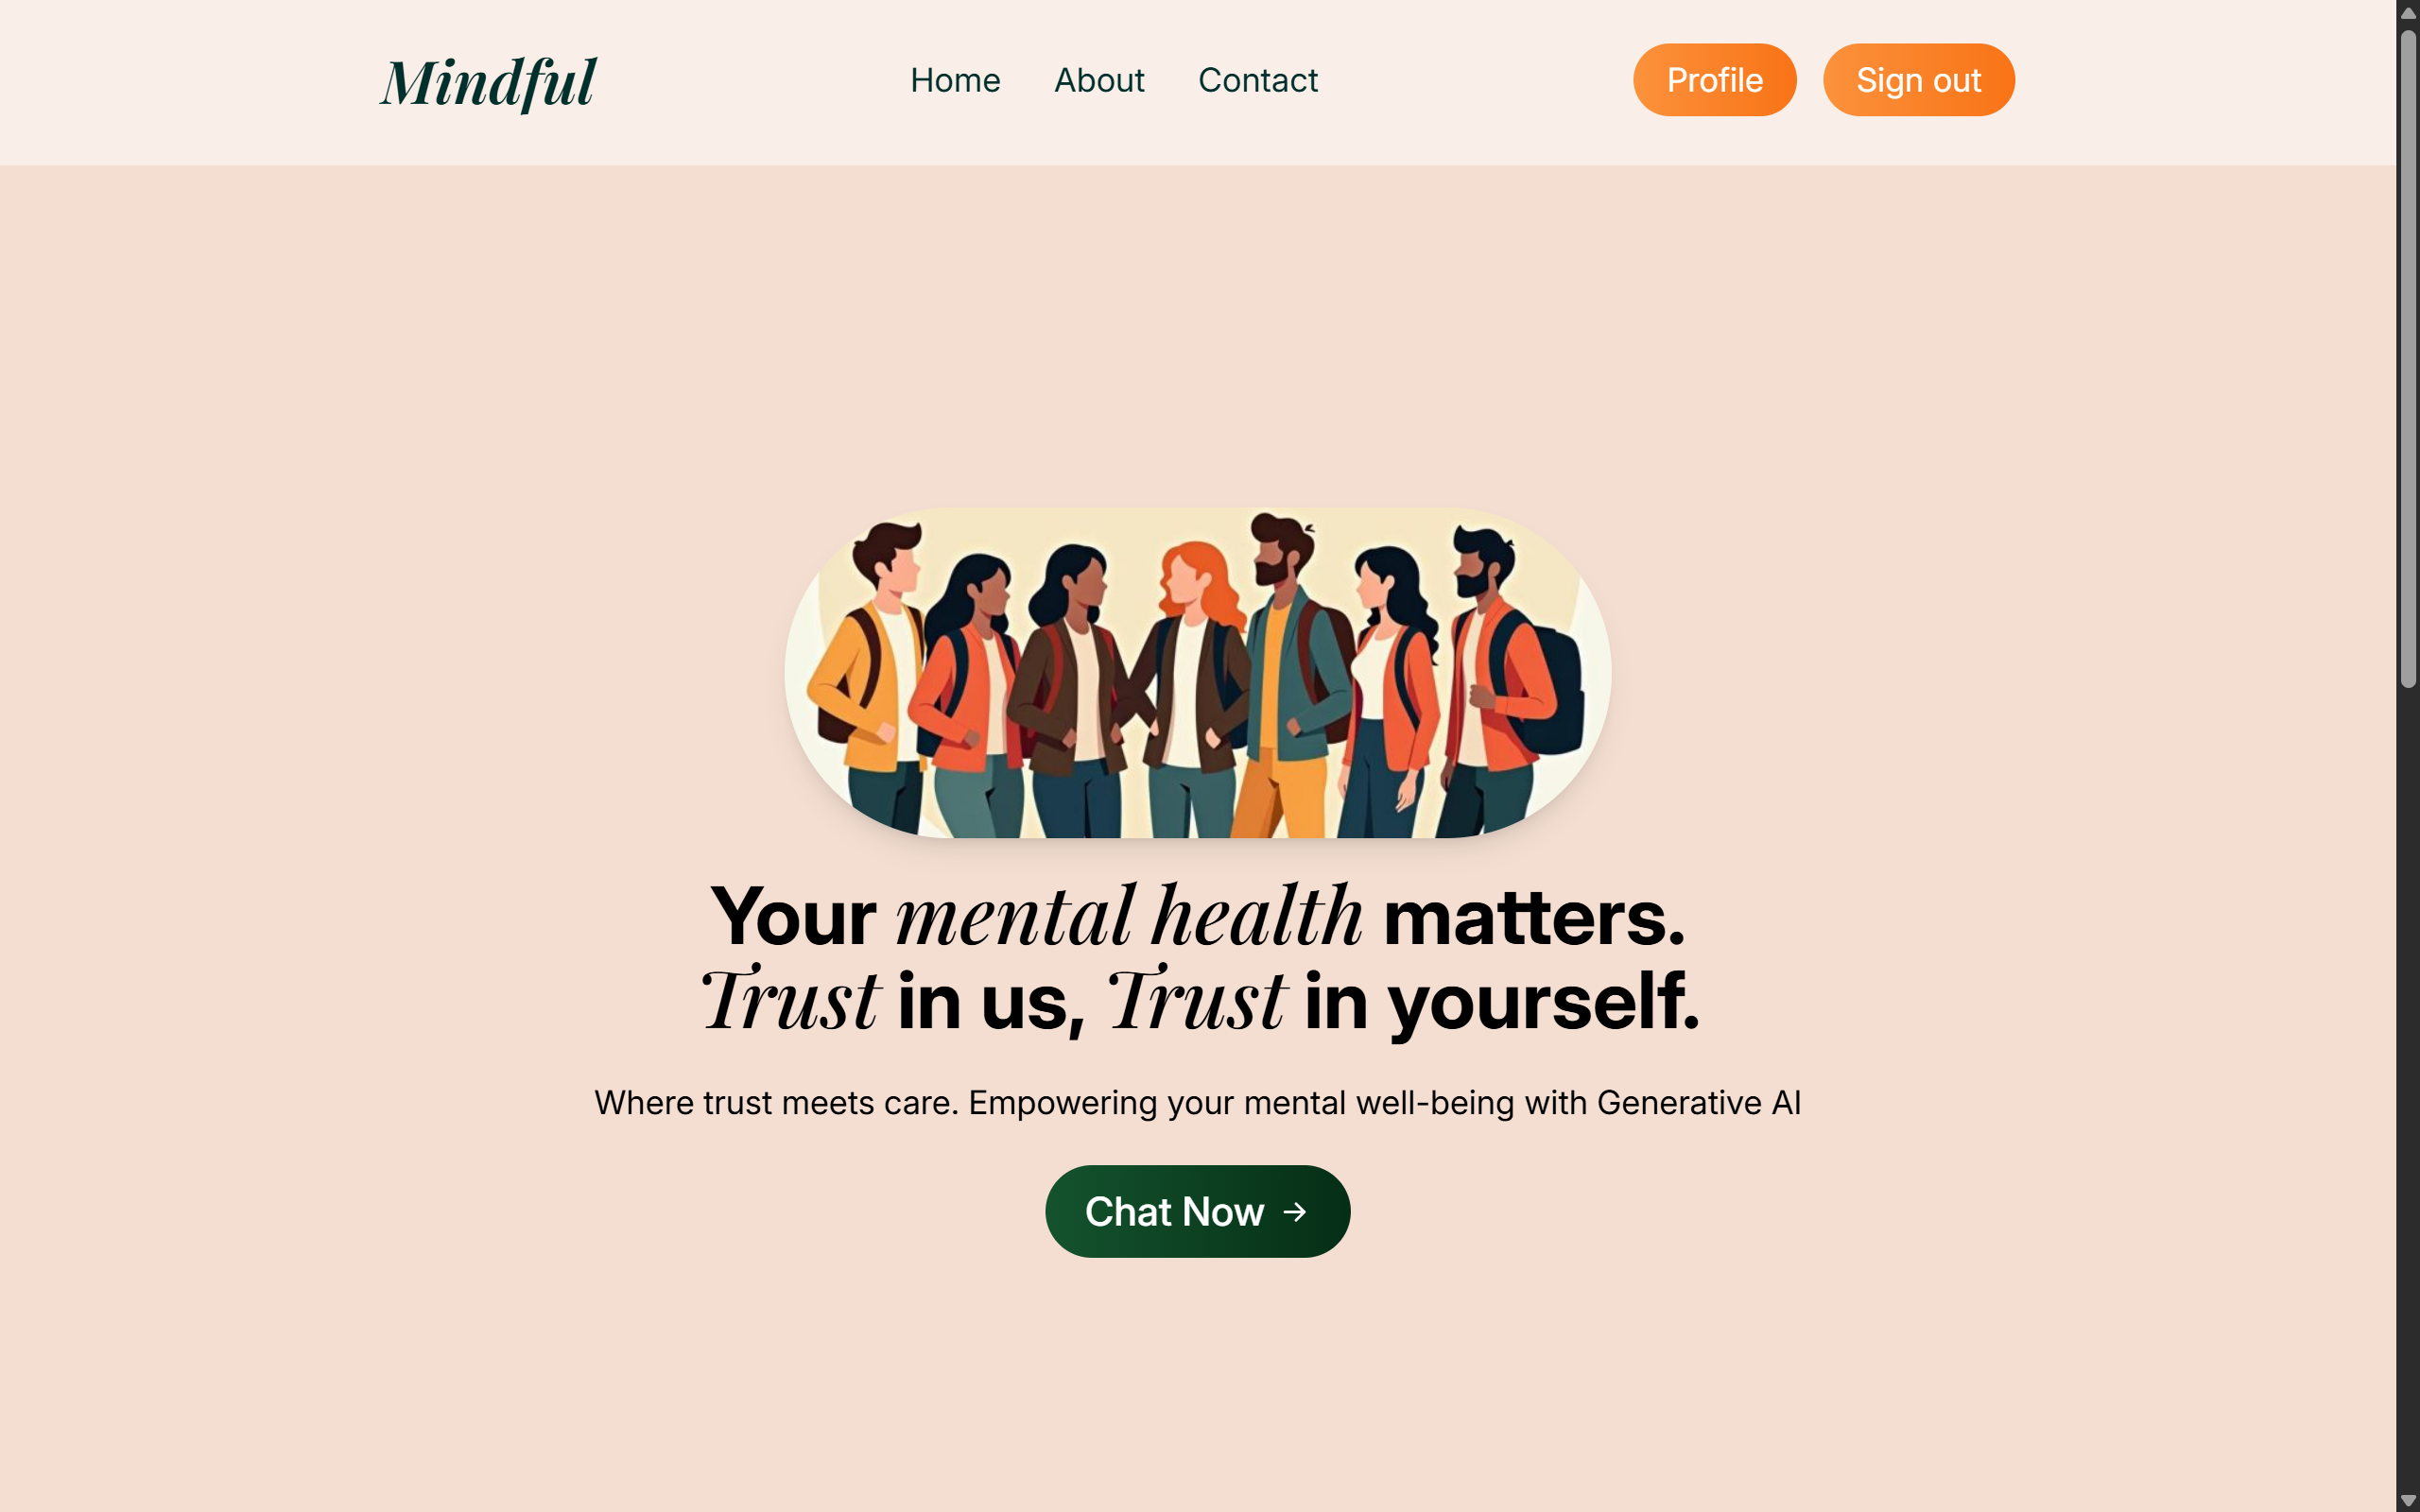 Mindful
Home About Contact
Profile Sign out
Your mental health matters.
Trust in us, Trust in yourself.
Where trust meets care. Empowering your mental well-being with Generative AI
Chat Now →